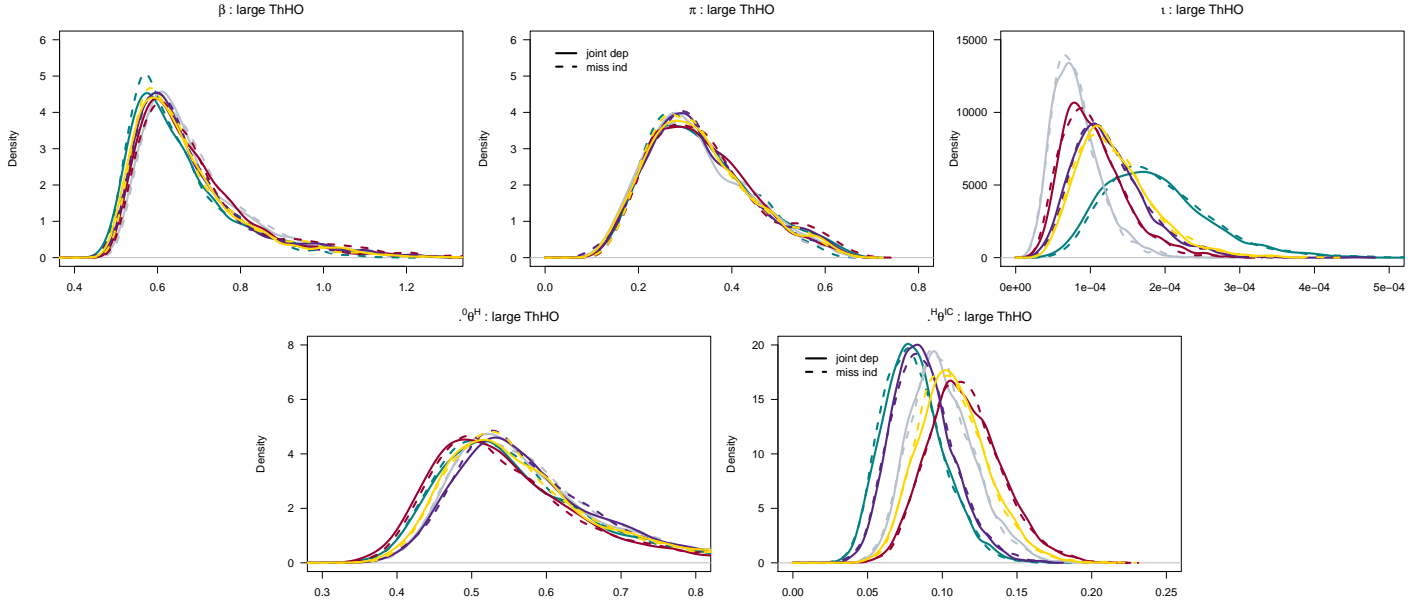 β : large ThHO
π : large ThHO
ι : large ThHO
Density
6
5
4
3
2
1
0
0.4 0.6 0.8 1.0 1.2
Density
6
5
4
3
2
1
0
joint dep
miss ind
0.0 0.2 0.4 0.6 0.8
Density
15000
10000
5000
0
0e+00 1e−04 2e−04 3e−04 4e−04 5e−04
.⁰θᴴ : large ThHO
.ᴴθᴵᶜ : large ThHO
Density
8
6
4
2
0
0.3 0.4 0.5 0.6 0.7 0.8
Density
20
15
10
5
0
joint dep
miss ind
0.00 0.05 0.10 0.15 0.20 0.25